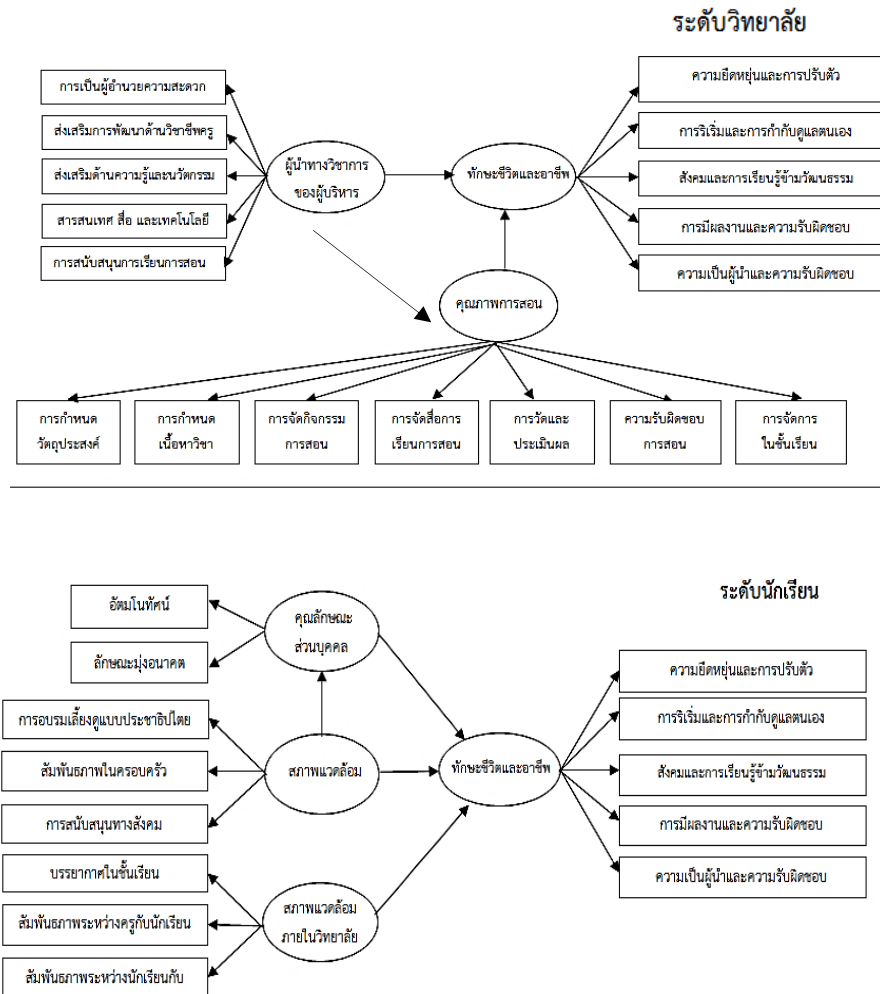 ระดับวิทยาลัย
การเป็นผู้อำนวยความสะดวก
ส่งเสริมการพัฒนาด้านวิชาชีพครู
ส่งเสริมด้านความรู้และนวัตกรรม
สารสนเทศ สื่อ และเทคโนโลยี
การสนับสนุนการเรียนการสอน
ผู้นำทางวิชาการ
ของผู้บริหาร
ทักษะชีวิตและอาชีพ
ความยืดหยุ่นและการปรับตัว
การริเริ่มและการกำกับดูแลตนเอง
สังคมและการเรียนรู้ข้ามวัฒนธรรม
การมีผลงานและความรับผิดชอบ
ความเป็นผู้นำและความรับผิดชอบ
คุณภาพการสอน
การกำหนด
วัตถุประสงค์
การกำหนด
เนื้อหาวิชา
การจัดกิจกรรม
การสอน
การจัดสื่อการ
เรียนการสอน
การวัดและ
ประเมินผล
ความรับผิดชอบ
การสอน
การจัดการ
ในชั้นเรียน
ระดับนักเรียน
อัตมโนทัศน์
ลักษณะมุ่งอนาคต
คุณลักษณะ
ส่วนบุคคล
การอบรมเลี้ยงดูแบบประชาธิปไตย
สัมพันธภาพในครอบครัว
การสนับสนุนทางสังคม
สภาพแวดล้อม
ทักษะชีวิตและอาชีพ
ความยืดหยุ่นและการปรับตัว
การริเริ่มและการกำกับดูแลตนเอง
สังคมและการเรียนรู้ข้ามวัฒนธรรม
การมีผลงานและความรับผิดชอบ
ความเป็นผู้นำและความรับผิดชอบ
บรรยากาศในชั้นเรียน
สัมพันธภาพระหว่างครูกับนักเรียน
สัมพันธภาพระหว่างนักเรียนกับ
สภาพแวดล้อม
ภายในวิทยาลัย